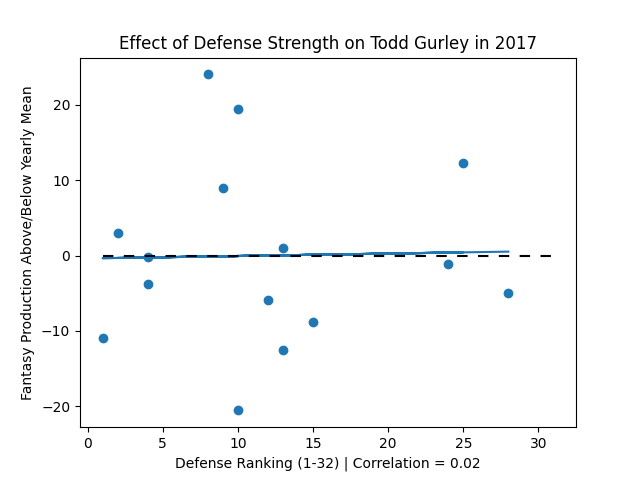 Effect of Defense Strength on Todd Gurley in 2017
Fantasy Production Above/Below Yearly Mean
20
10
0
−10
−20
0 5 10 15 20 25 30
Defense Ranking (1-32) | Correlation = 0.02